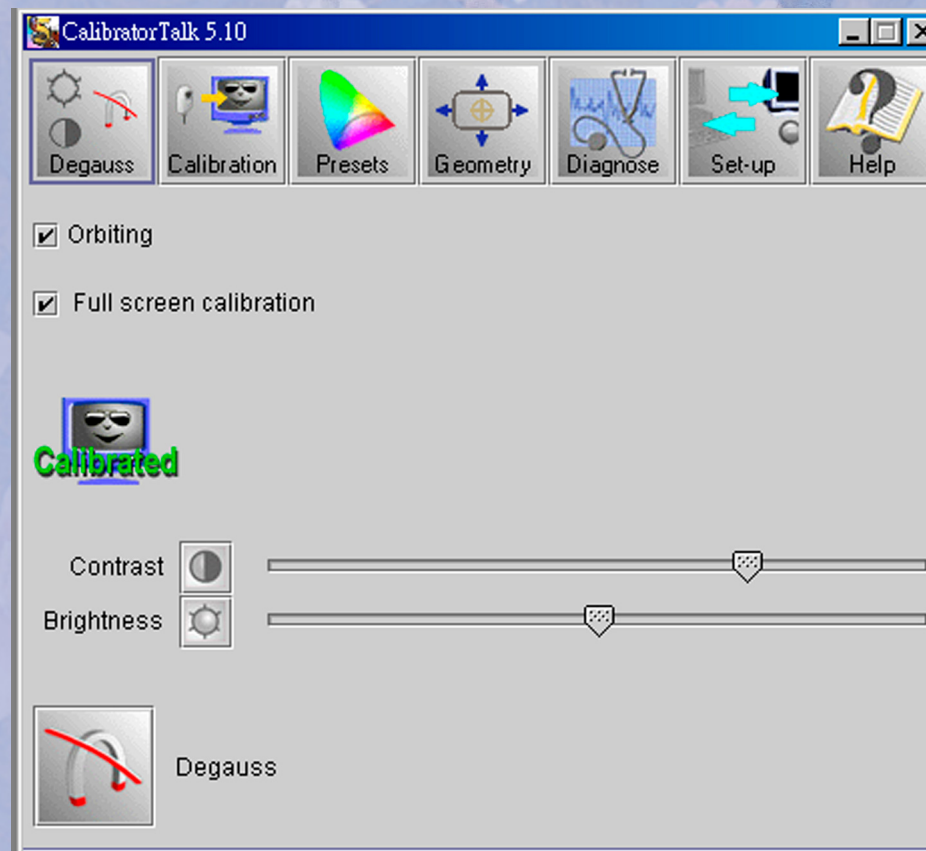 CalibratorTalk 5.10
Degauss Calibration Presets Geometry Diagnose Set-up Help
Orbiting
Full screen calibration
Calibrated
Contrast
Brightness
Degauss